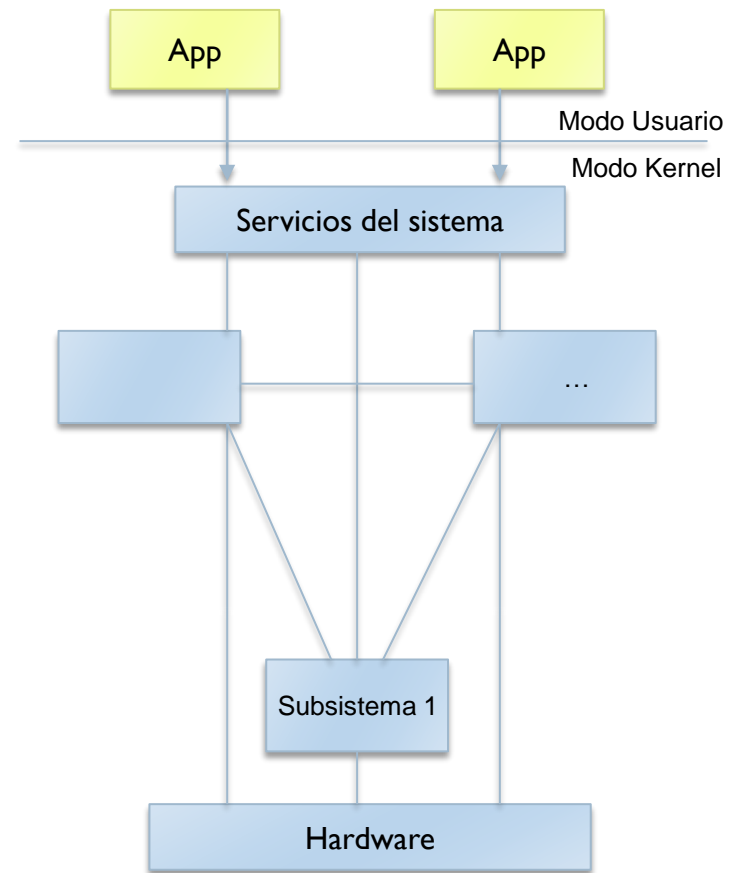 App
App
Modo Usuario
Modo Kernel
Servicios del sistema
...
Subsistema 1
Hardware